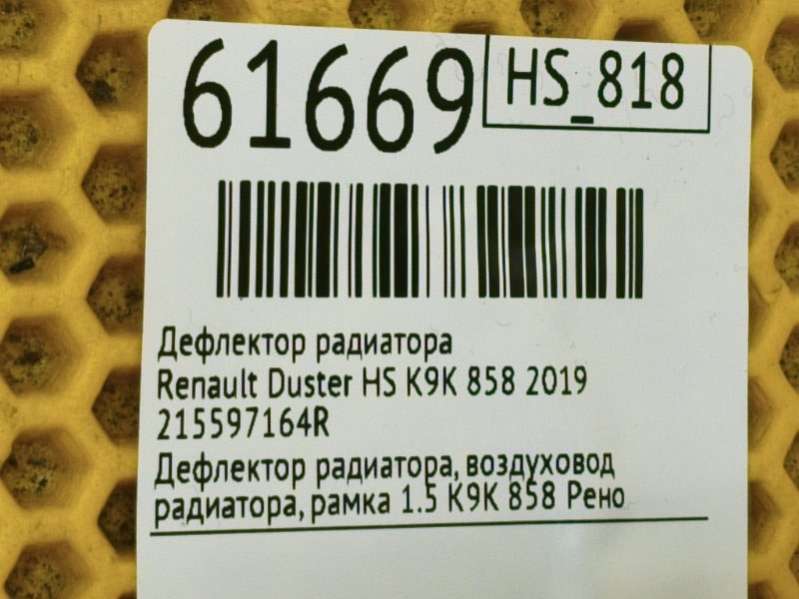 61669
HS_818
Дефлектор радиатора
Renault Duster HS K9K 858 2019
215597164R
Дефлектор радиатора, воздуховод
радиатора, рамка 1.5 K9K 858 Рено